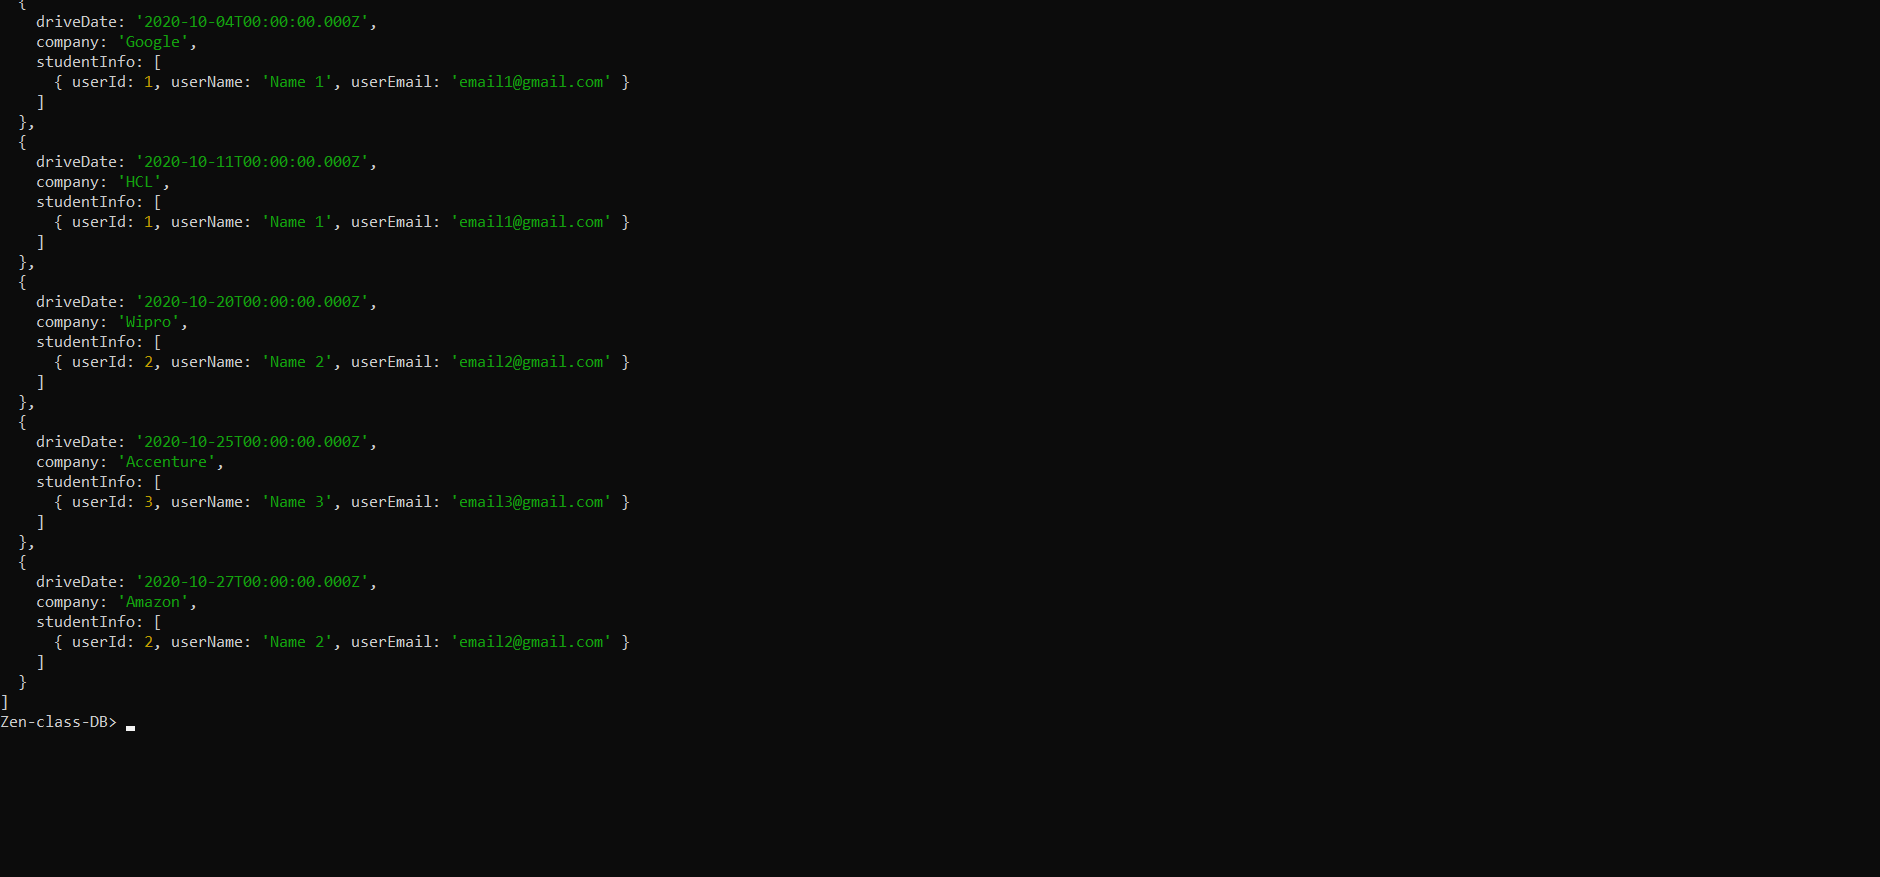 {
driveDate: '2020-10-04T00:00:00.000Z',
company: 'Google',
studentInfo: [
{ userId: 1, userName: 'Name 1', userEmail: 'email1@gmail.com' }
]
},
{
driveDate: '2020-10-11T00:00:00.000Z',
company: 'HCL',
studentInfo: [
{ userId: 1, userName: 'Name 1', userEmail: 'email1@gmail.com' }
]
},
{
driveDate: '2020-10-20T00:00:00.000Z',
company: 'Wipro',
studentInfo: [
{ userId: 2, userName: 'Name 2', userEmail: 'email2@gmail.com' }
]
},
{
driveDate: '2020-10-25T00:00:00.000Z',
company: 'Accenture',
studentInfo: [
{ userId: 3, userName: 'Name 3', userEmail: 'email3@gmail.com' }
]
},
{
driveDate: '2020-10-27T00:00:00.000Z',
company: 'Amazon',
studentInfo: [
{ userId: 2, userName: 'Name 2', userEmail: 'email2@gmail.com' }
]
}
]
Zen-class-DB> _